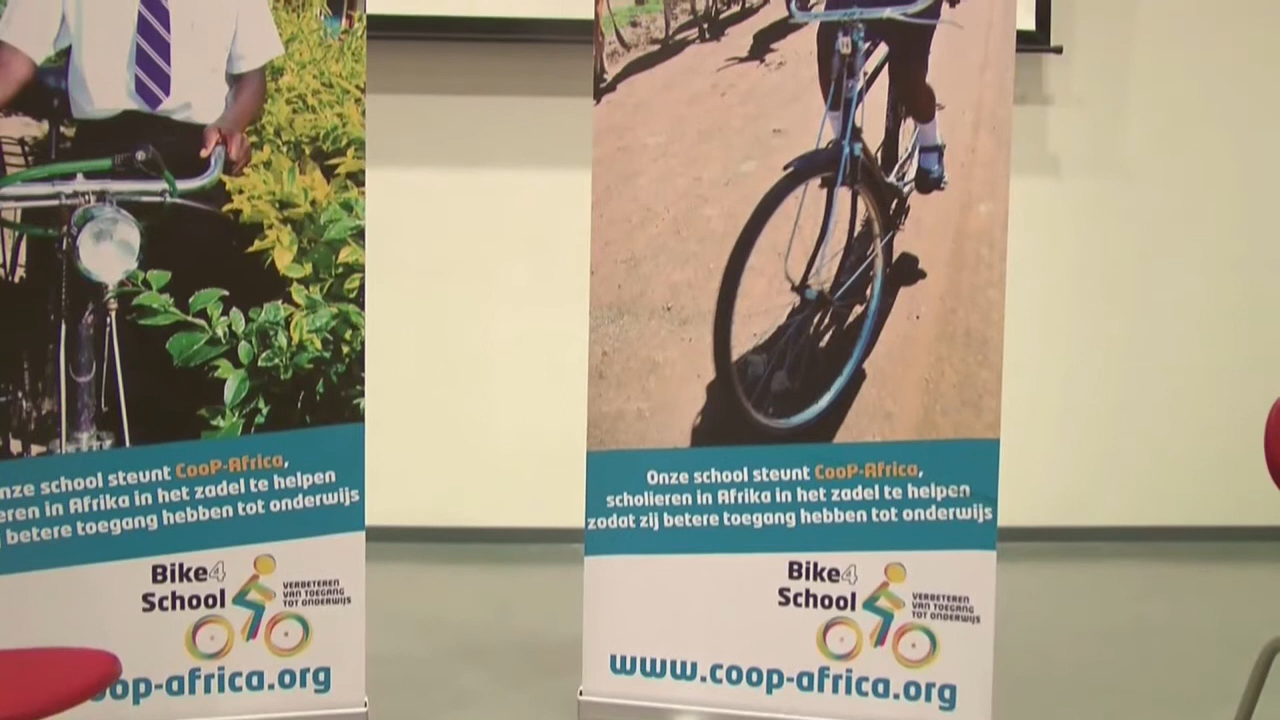 nze school steunt CooP-Africa,
eren in Afrika in het zadel te helpen
betere toegang hebben tot onderwijs
Bike4
School
VERBETEREN
VAN TOEGANG
TOT ONDERWIJS
op-africa.org
Onze school steunt CooP-Africa,
scholieren in Afrika in het zadel te helpen
zodat zij betere toegang hebben tot onderwijs
Bike4
School
VERBETEREN
VAN TOEGANG
TOT ONDERWIJS
www.coop-africa.org